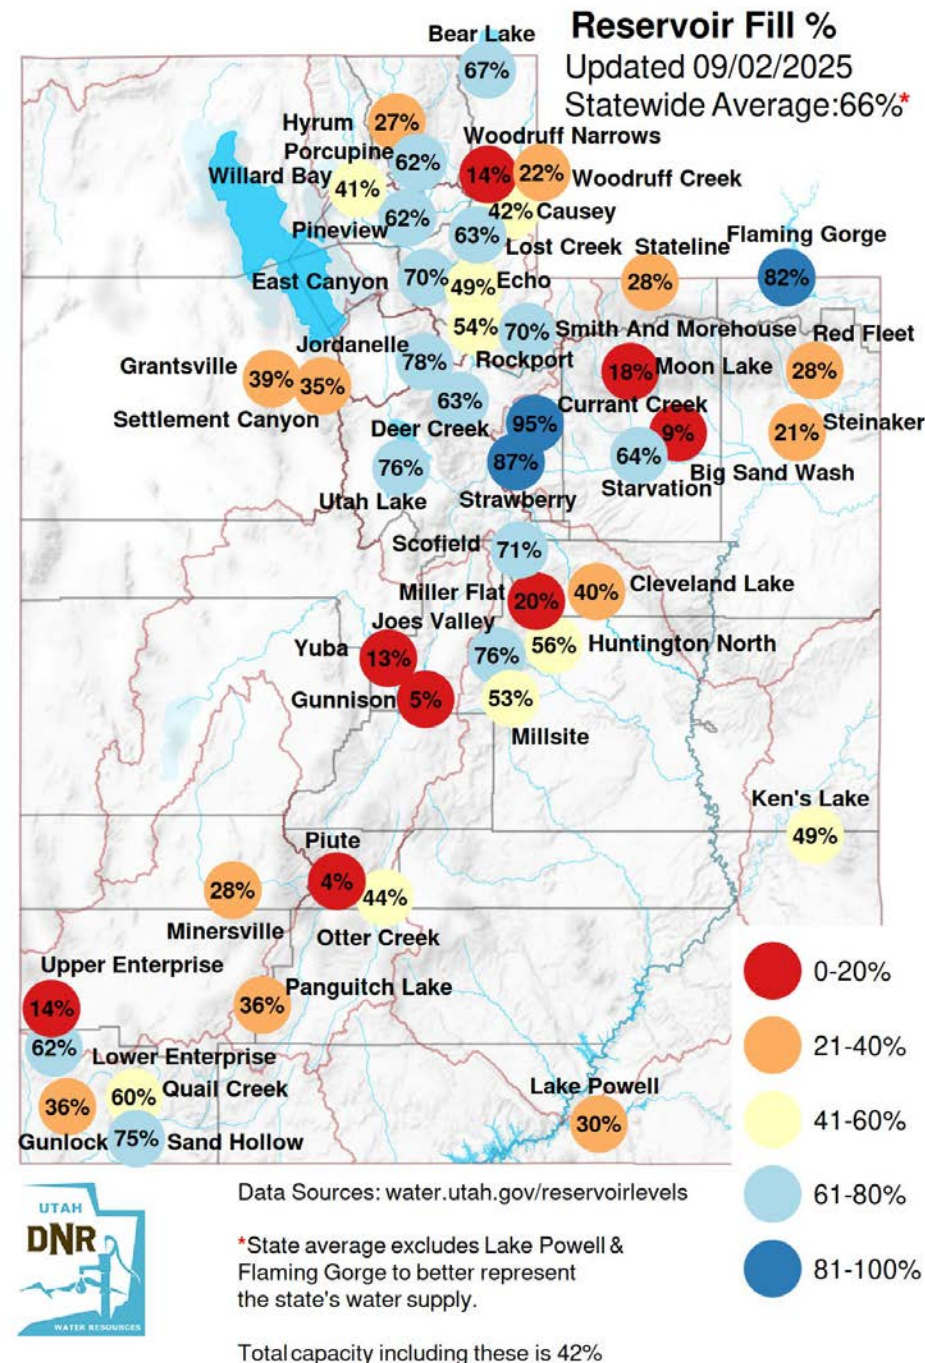 Reservoir Fill %
Updated 09/02/2025
Statewide Average:66%*
Bear Lake
67%
Hyrum
27%
Woodruff Narrows
14%
Porcupine
62%
22%
Woodruff Creek
Willard Bay
41%
42%
Causey
Pineview
62%
63%
Lost Creek
Stateline
28%
Flaming Gorge
82%
East Canyon
70%
49%
Echo
54%
Rockport
70%
Smith And Morehouse
Red Fleet
28%
Jordanelle
78%
Grantsville
39%
35%
Settlement Canyon
18%
Moon Lake
63%
Deer Creek
95%
Currant Creek
9%
Big Sand Wash
21%
Steinaker
76%
Utah Lake
87%
Strawberry
64%
Starvation
Scofield
71%
Miller Flat
20%
40%
Cleveland Lake
Joes Valley
76%
56%
Huntington North
Yuba
13%
Gunnison
5%
53%
Millsite
Ken's Lake
49%
Piute
4%
28%
Minersville
44%
Otter Creek
Upper Enterprise
14%
36%
Panguitch Lake
62%
Lower Enterprise
60%
Quail Creek
36%
Gunlock
75%
Sand Hollow
Lake Powell
30%
0-20%
21-40%
41-60%
61-80%
81-100%
UTAH
DNR
WATER RESOURCES
Data Sources: water.utah.gov/reservoirlevels
*State average excludes Lake Powell &
Flaming Gorge to better represent
the state's water supply.
Total capacity including these is 42%